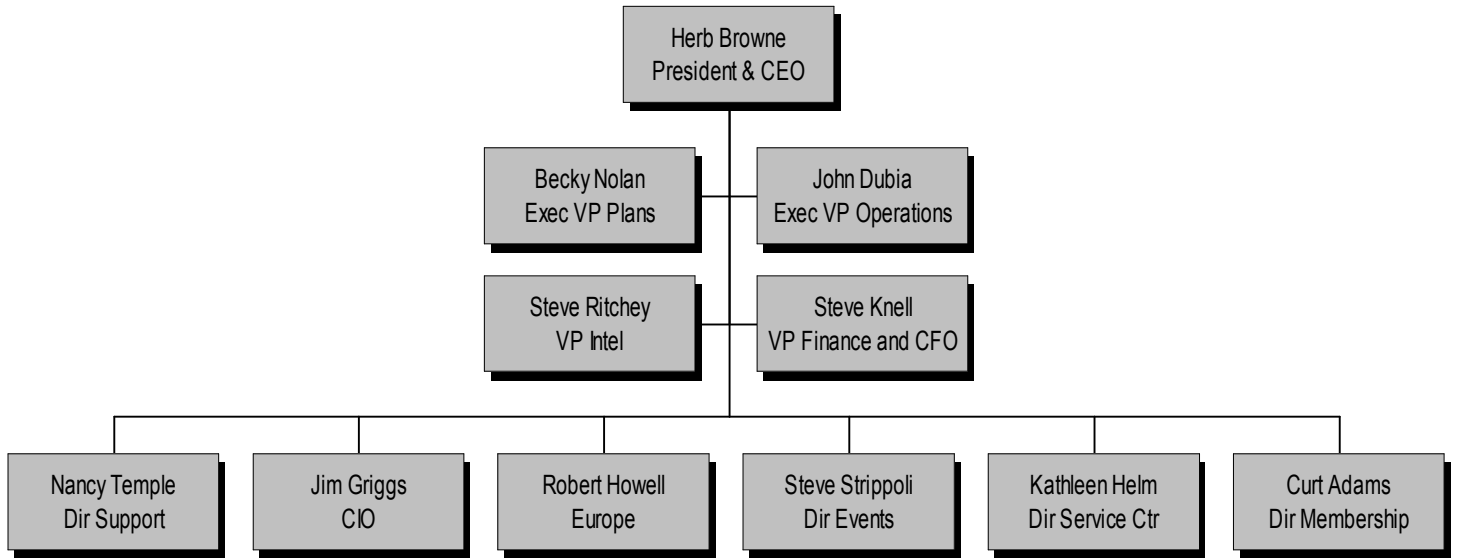 Herb Browne
President & CEO
Becky Nolan
Exec VP Plans
John Dubia
Exec VP Operations
Steve Ritchey
VP Intel
Steve Knell
VP Finance and CFO
Nancy Temple
Dir Support
Jim Griggs
CIO
Robert Howell
Europe
Steve Strippoli
Dir Events
Kathleen Helm
Dir Service Ctr
Curt Adams
Dir Membership